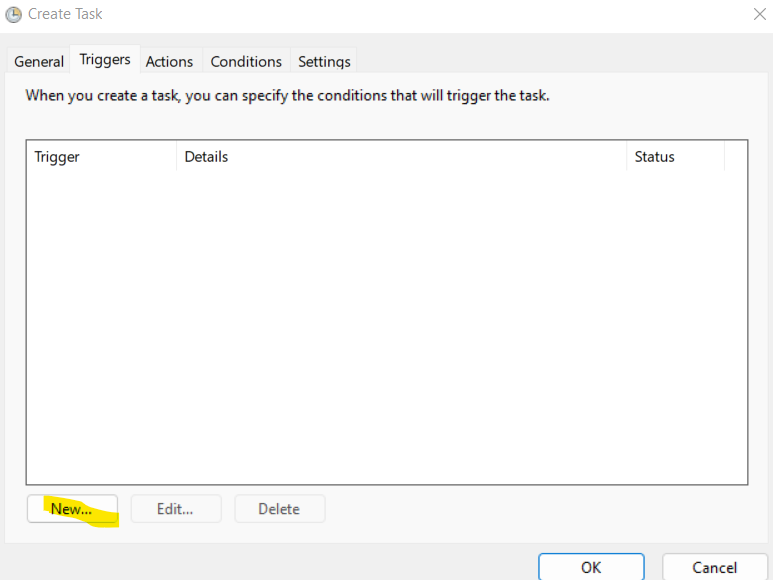 Create Task
General Triggers Actions Conditions Settings
When you create a task, you can specify the conditions that will trigger the task.
Trigger Details Status
New... Edit... Delete
OK Cancel